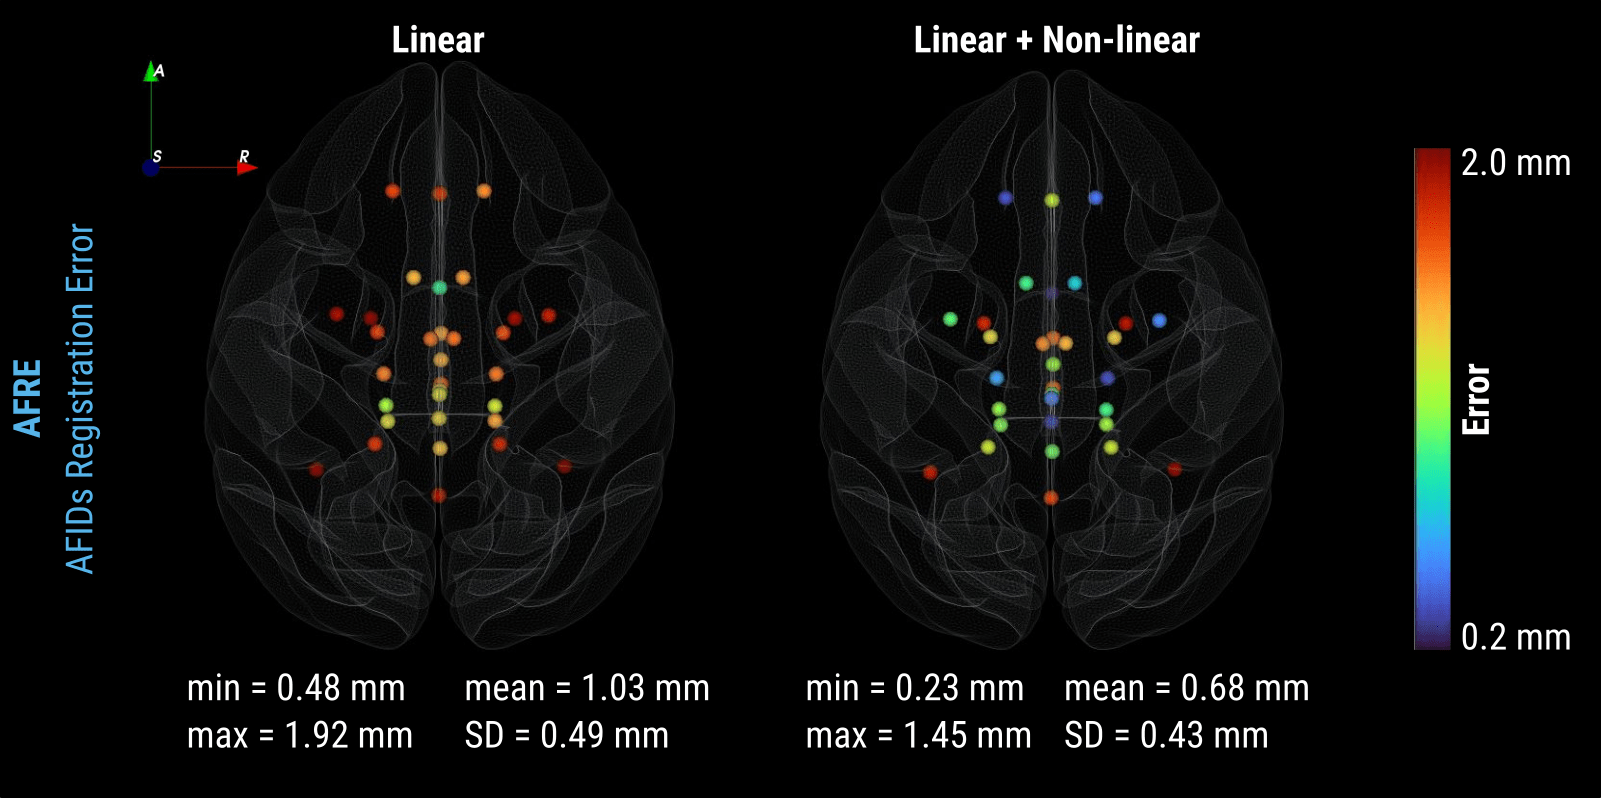 Linear
Linear + Non-linear
A
S
R
AFRE
AFIDs Registration Error
2.0 mm
Error
0.2 mm
min = 0.48 mm
mean = 1.03 mm
max = 1.92 mm
SD = 0.49 mm
min = 0.23 mm
mean = 0.68 mm
max = 1.45 mm
SD = 0.43 mm